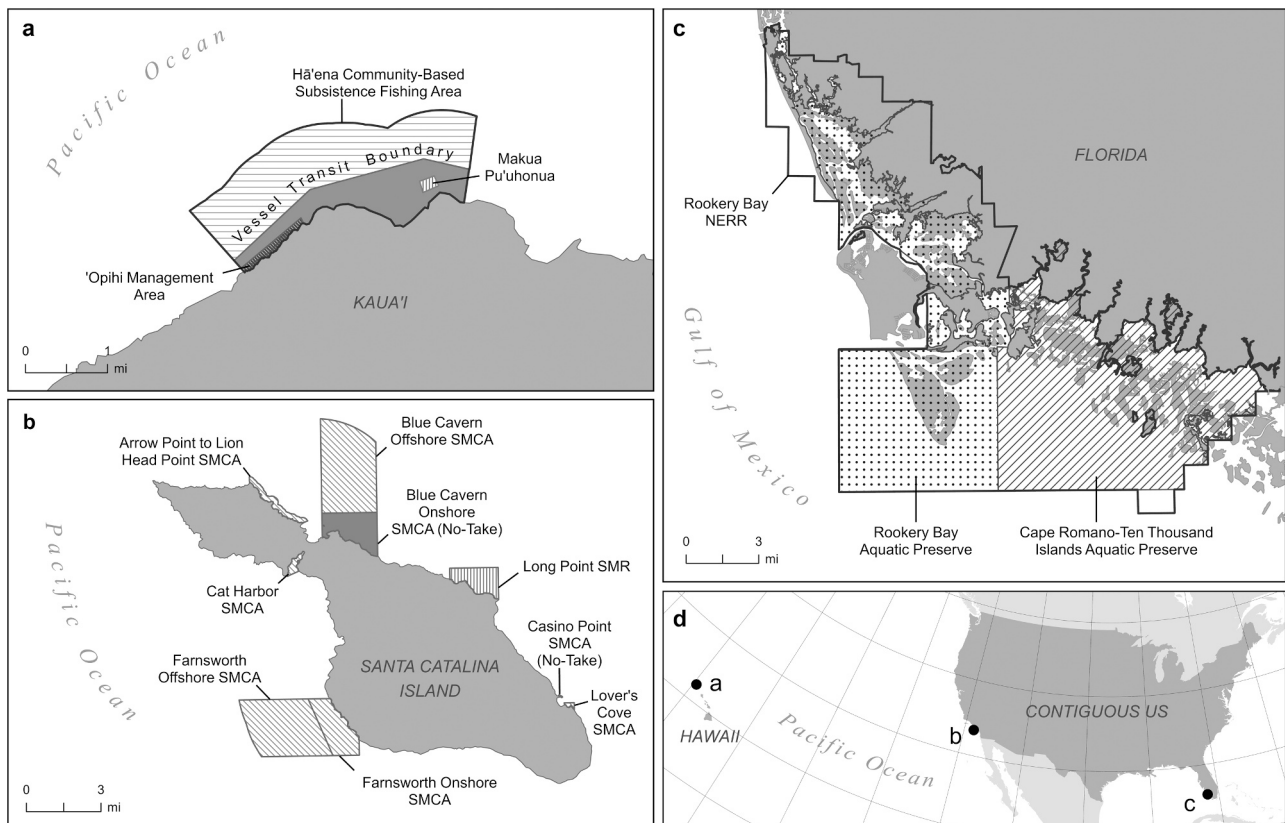 a
Pacific Ocean
Hā'ena Community-Based
Subsistence Fishing Area
Vessel Transit Boundary
Makua
Pu'uhonua
'Opihi Management
Area
KAUA'I
0 1
mi
b
Pacific Ocean
Arrow Point to Lion
Head Point SMCA
Blue Cavern
Offshore SMCA
Blue Cavern
Onshore
SMCA (No-Take)
Long Point SMR
Cat Harbor
SMCA
Casino Point
SMCA
(No-Take)
Farnsworth
Offshore SMCA
SANTA CATALINA
ISLAND
Lover's
Cove
SMCA
Farnsworth Onshore
SMCA
0 3
mi
c
FLORIDA
Rookery Bay
NERR
Gulf of Mexico
Rookery Bay
Aquatic Preserve
Cape Romano-Ten Thousand
Islands Aquatic Preserve
0 3
mi
d
a
HAWAII
Pacific Ocean
b
CONTIGUOUS US
c